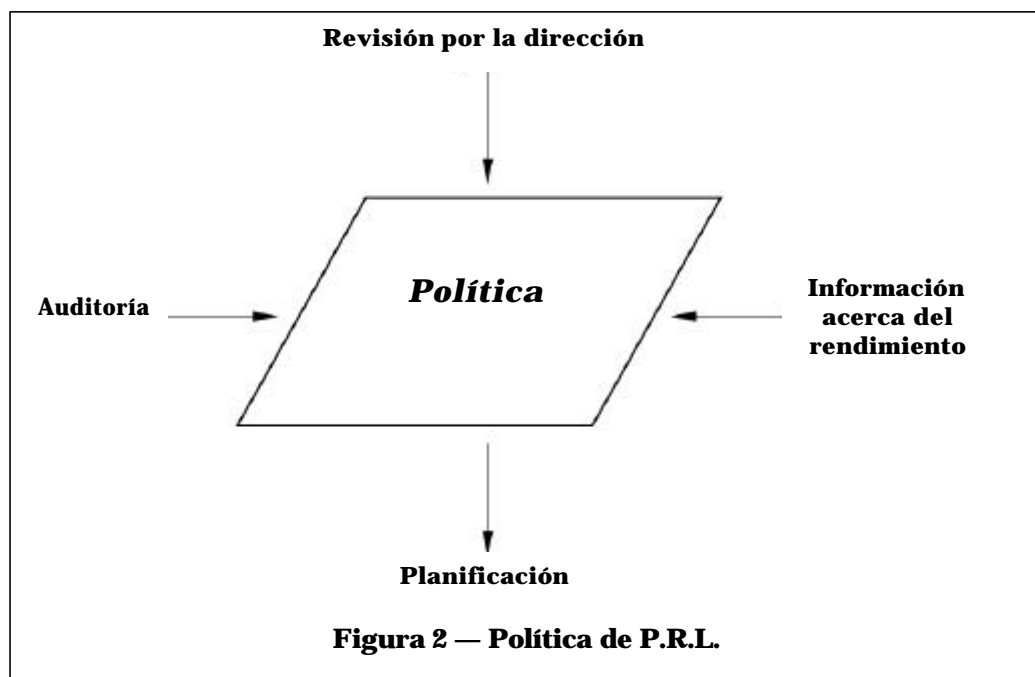 Revisión por la dirección
Política
Auditoría
Información
acerca del
rendimiento
Planificación
Figura 2 — Política de P.R.L.